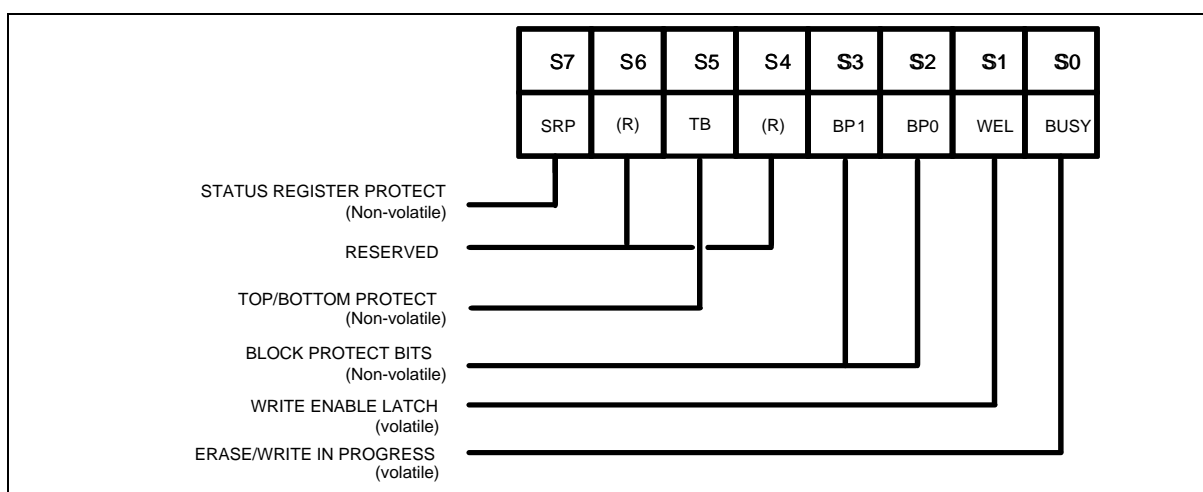 S7 S6 S5 S4 S3 S2 S1 S0
SRP (R) TB (R) BP1 BP0 WEL BUSY
STATUS REGISTER PROTECT
(Non-volatile)
RESERVED
TOP/BOTTOM PROTECT
(Non-volatile)
BLOCK PROTECT BITS
(Non-volatile)
WRITE ENABLE LATCH
(volatile)
ERASE/WRITE IN PROGRESS
(volatile)